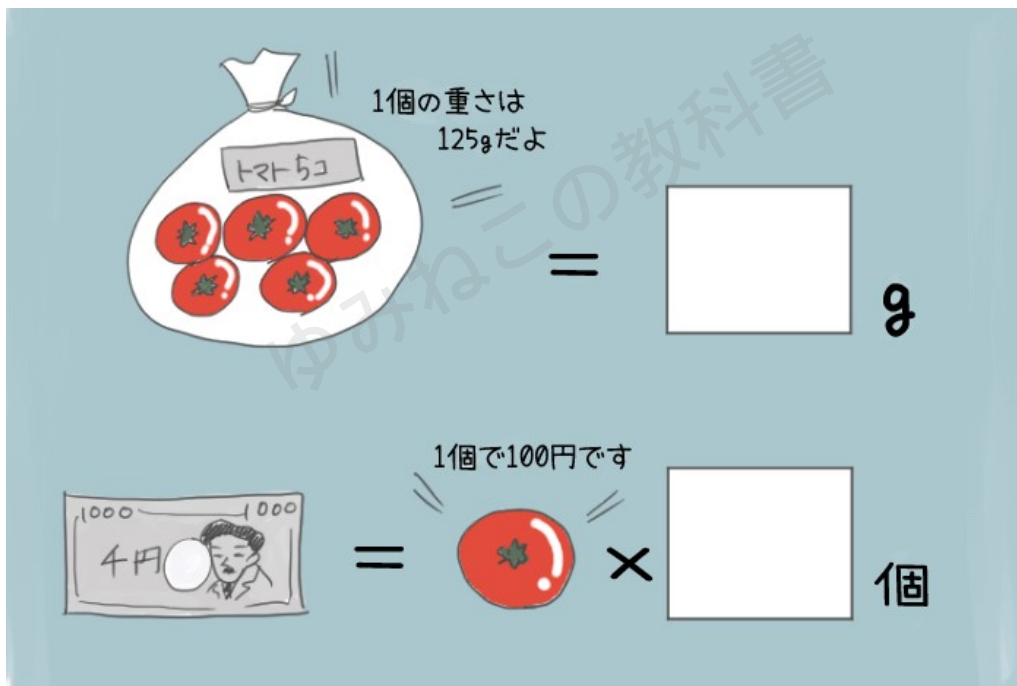 1個の重さは
125gだよ
トマト5コ
=
g
1個で100円です
1000 1000
千円
= × 個
ゆみねこの教科書